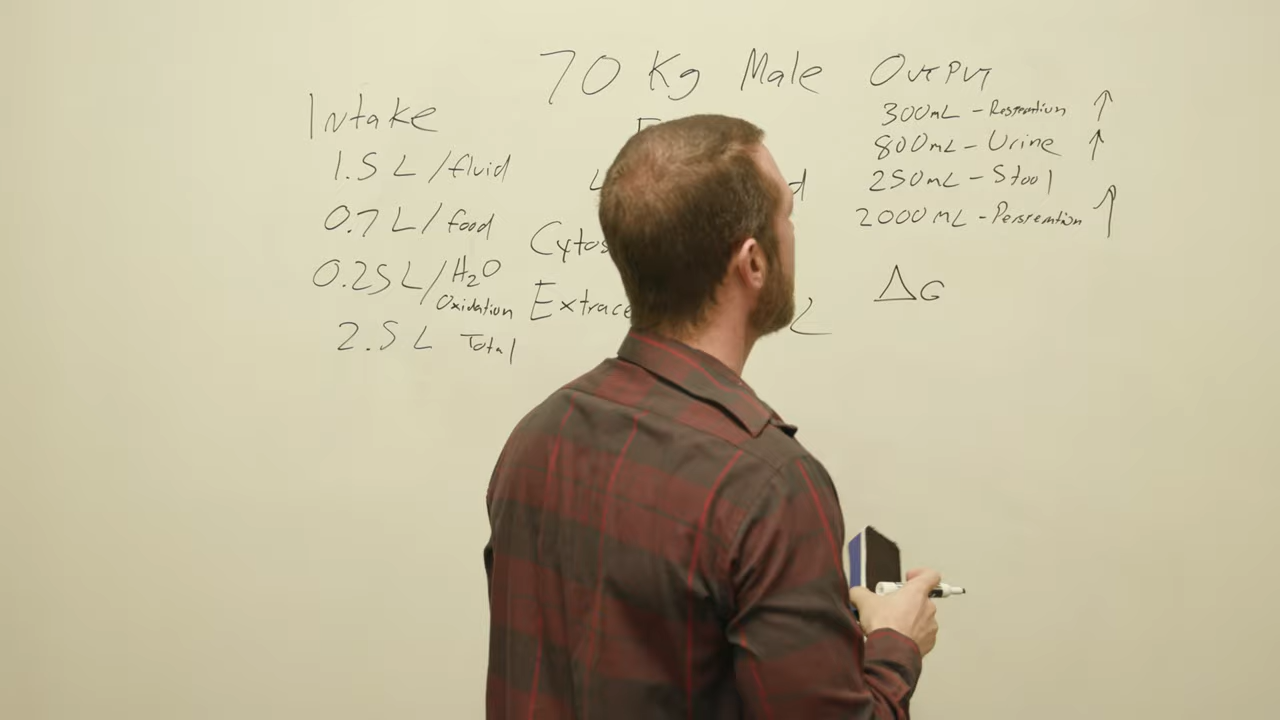 70 Kg Male
Intake
1.5 L /fluid
0.7 L / food
0.25 L / H₂O
Oxidation
2.5 L Total
Output
300mL - Respiration ↑
800mL - Urine ↑
250mL - Stool
2000 mL - Perspiration ↑
ΔG